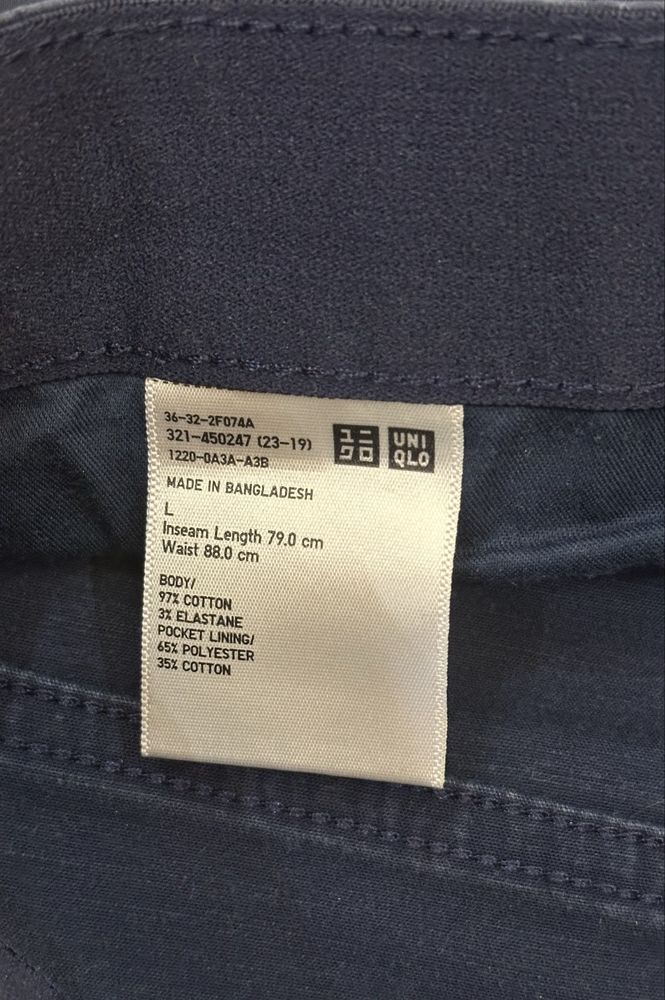 36-32-2F074A
321-450247 (23-19)
1220-0A3A-A3B
ユニ
クロ
UNI
QLO
MADE IN BANGLADESH
L
Inseam Length 79.0 cm
Waist 88.0 cm
BODY/
97% COTTON
3% ELASTANE
POCKET LINING/
65% POLYESTER
35% COTTON